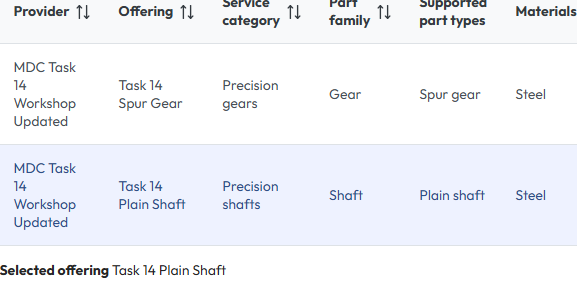 Provider
Offering
Service
category
Part
family
Supported
part types
Materials
MDC Task
14
Workshop
Updated
Task 14
Spur Gear
Precision
gears
Gear
Spur gear
Steel
MDC Task
14
Workshop
Updated
Task 14
Plain Shaft
Precision
shafts
Shaft
Plain shaft
Steel
Selected offering Task 14 Plain Shaft